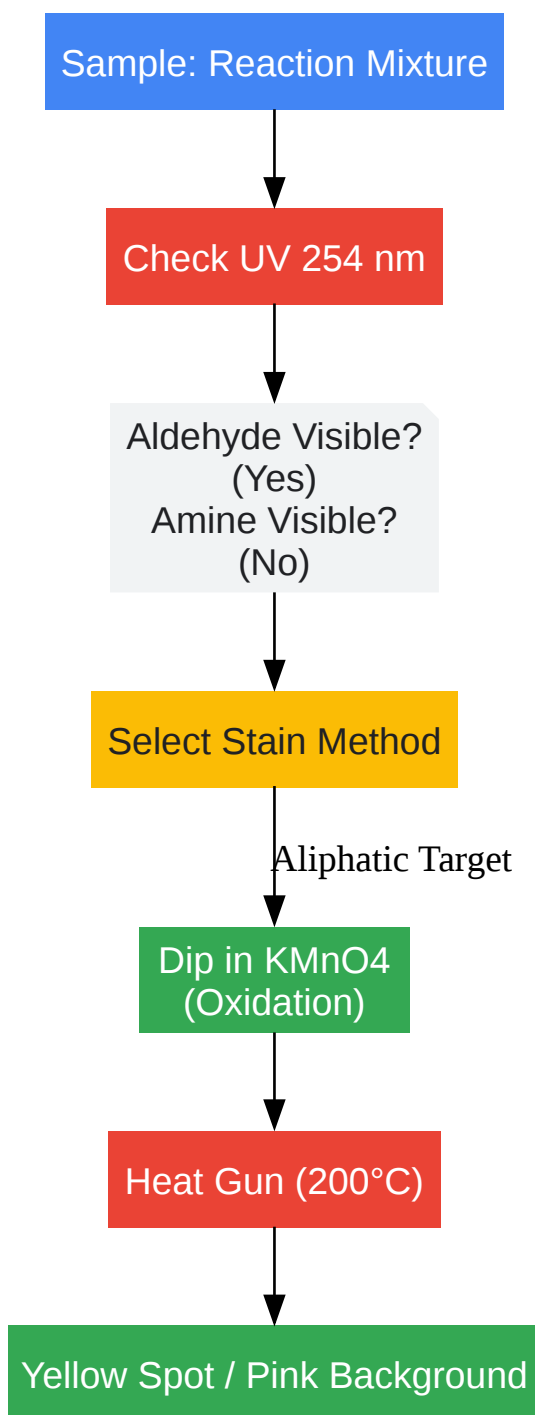 Sample: Reaction Mixture
Check UV 254 nm
Aldehyde Visible?
(Yes)
Amine Visible?
(No)
Select Stain Method
Aliphatic Target
Dip in KMnO4
(Oxidation)
Heat Gun (200°C)
Yellow Spot / Pink Background